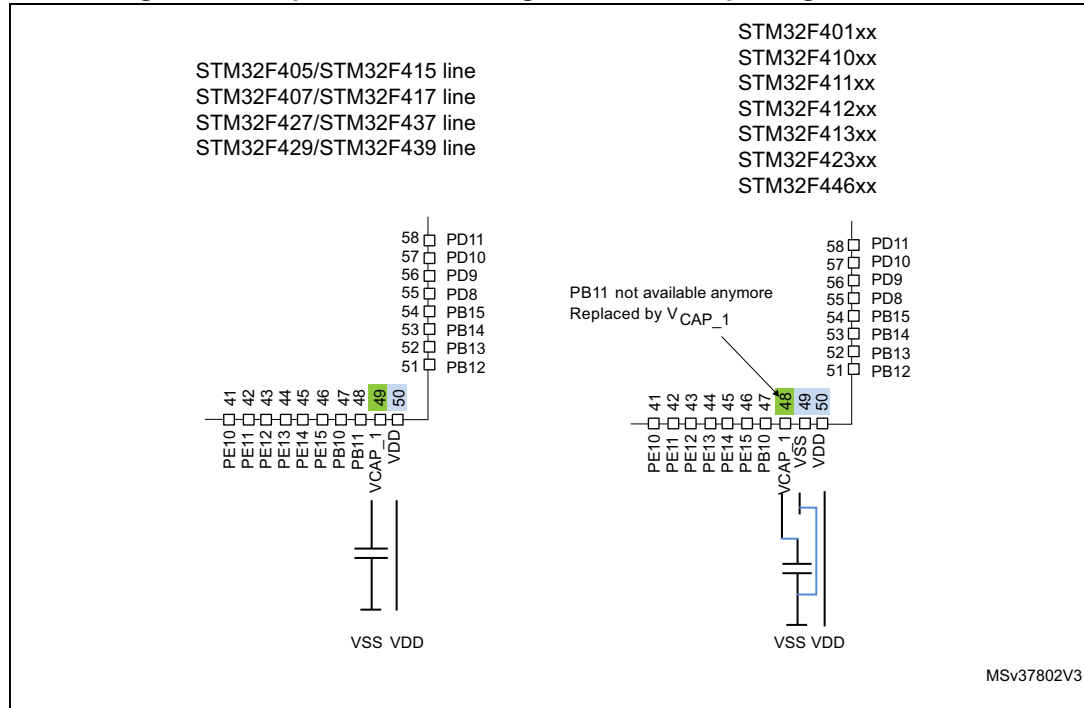 STM32F405/STM32F415 line
STM32F407/STM32F417 line
STM32F427/STM32F437 line
STM32F429/STM32F439 line
58 PD11
57 PD10
56 PD9
55 PD8
54 PB15
53 PB14
52 PB13
51 PB12
41 42 43 44 45 46 47 48 49 50
PE10 PE11 PE12 PE13 PE14 PE15 PB10 PB11 VCAP_1 VDD
VSS VDD
STM32F401xx
STM32F410xx
STM32F411xx
STM32F412xx
STM32F413xx
STM32F423xx
STM32F446xx
58 PD11
57 PD10
56 PD9
55 PD8
54 PB15
53 PB14
52 PB13
51 PB12
PB11 not available anymore
Replaced by VCAP_1
41 42 43 44 45 46 47 48 49 50
PE10 PE11 PE12 PE13 PE14 PE15 PB10 VCAP_1 VSS VDD
VSS VDD
MSv37802V3